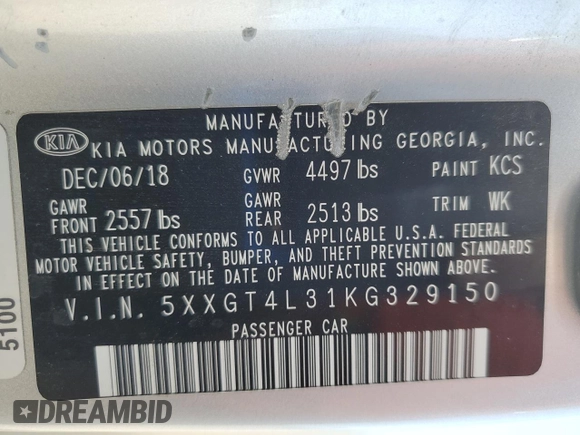 MANUFACTURED BY
KIA KIA MOTORS MANUFACTURING GEORGIA, INC.
DEC/06/18 GVWR 4497 lbs PAINT KCS
GAWR FRONT 2557 lbs GAWR REAR 2513 lbs TRIM WK
THIS VEHICLE CONFORMS TO ALL APPLICABLE U.S.A. FEDERAL
MOTOR VEHICLE SAFETY, BUMPER, AND THEFT PREVENTION STANDARDS
IN EFFECT ON THE DATE OF MANUFACTURE SHOWN ABOVE.
V.I.N. 5XXGT4L31KG329150
PASSENGER CAR
5100
DREAMBID